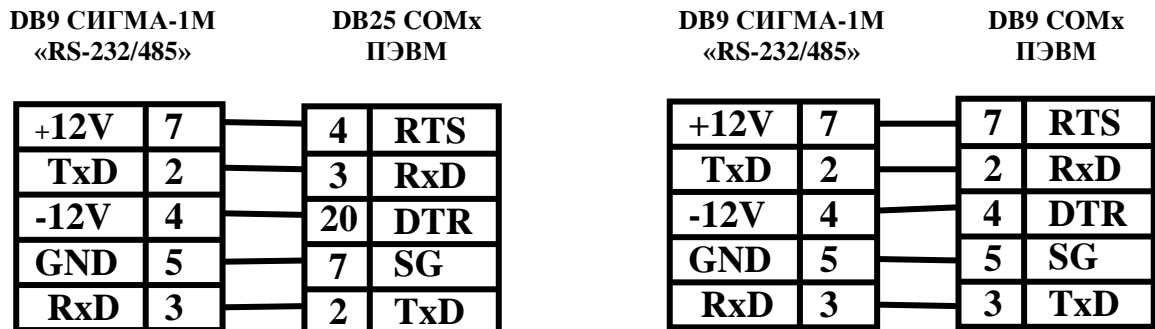 DB9 СИГМА-1М
«RS-232/485»
DB25 COMx
ПЭВМ
+12V 7 4 RTS
TxD 2 3 RxD
-12V 4 20 DTR
GND 5 7 SG
RxD 3 2 TxD
DB9 СИГМА-1М
«RS-232/485»
DB9 COMx
ПЭВМ
+12V 7 7 RTS
TxD 2 2 RxD
-12V 4 4 DTR
GND 5 5 SG
RxD 3 3 TxD